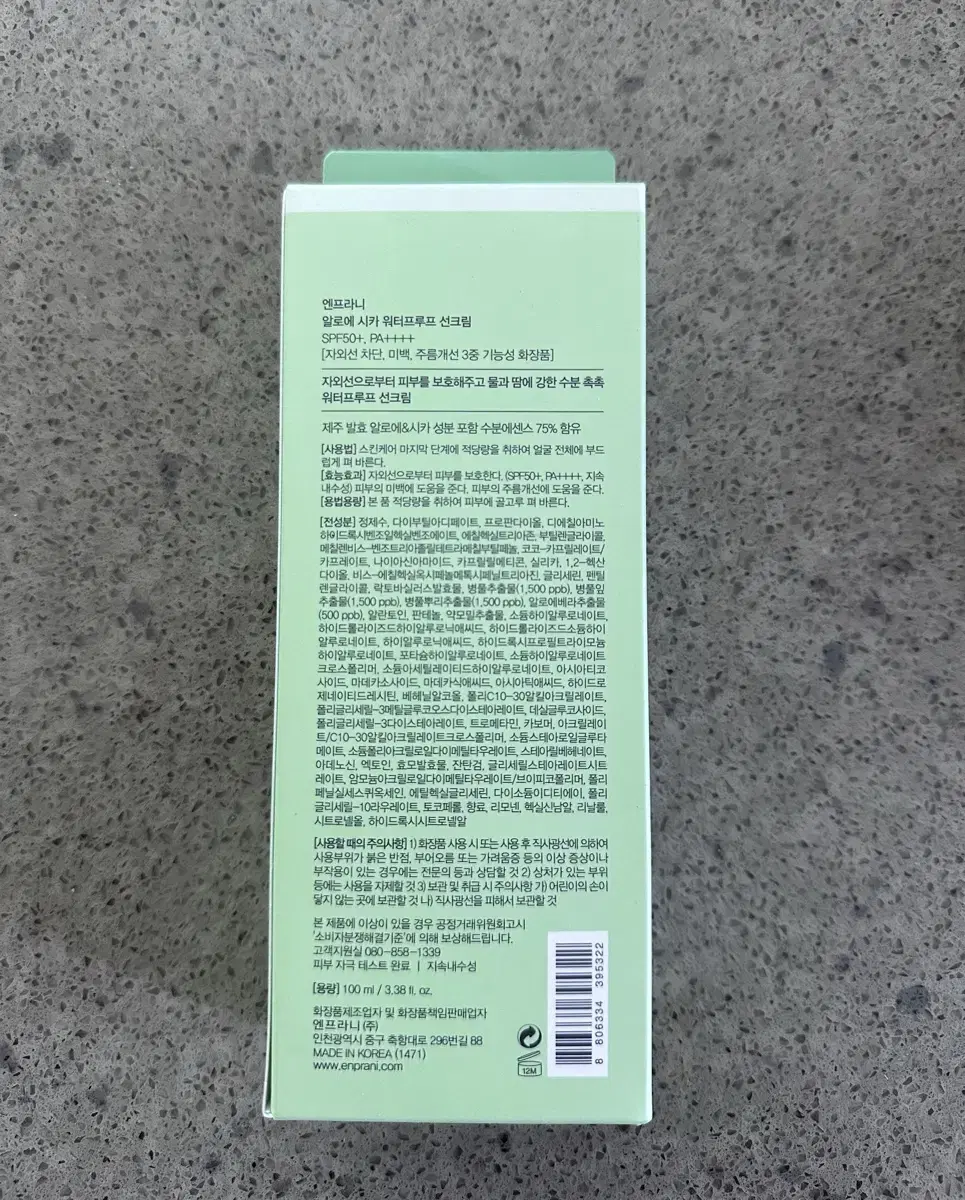 엔프라니
알로에 시카 워터프루프 선크림
SPF50+, PA++++
[자외선 차단, 미백, 주름개선 3중 기능성 화장품]
자외선으로부터 피부를 보호해주고 물과 땀에 강한 수분 촉촉
워터프루프 선크림
제주 발효 알로에&시카 성분 포함 수분에센스 75% 함유
[사용법] 스킨케어 마지막 단계에 적당량을 취하여 얼굴 전체에 부드
럽게 펴 바른다.
[효능효과] 자외선으로부터 피부를 보호한다. (SPF50+, PA++++, 지속
내수성) 피부의 미백에 도움을 준다. 피부의 주름개선에 도움을 준다.
[용법용량] 본 품 적당량을 취하여 피부에 골고루 펴 바른다.
[전성분] 정제수, 다이부틸아디페이트, 프로판다이올, 디에칠아미노
하이드록시벤조일헥실벤조에이트, 에칠헥실트리아존, 부틸렌글라이콜,
메칠렌비스-벤조트리아졸릴테트라메칠부틸페놀, 코코-카프릴레이트/
카프레이트, 나이아신아마이드, 카프릴릴메티콘, 실리카, 1,2-헥산
다이올, 비스-에칠헥실옥시페놀메톡시페닐트리아진, 글리세린, 펜틸
렌글라이콜, 락토바실러스발효물, 병풀추출물(1,500 ppb), 병풀잎
추출물(1,500 ppb), 병풀뿌리추출물(1,500 ppb), 알로에베라추출물
(500 ppb), 알란토인, 판테놀, 약모밀추출물, 소듐하이알루로네이트,
하이드롤라이즈드하이알루로닉애씨드, 하이드롤라이즈드소듐하이
알루로네이트, 하이알루로닉애씨드, 하이드록시프로필트라이모늄
하이알루로네이트, 포타슘하이알루로네이트, 소듐하이알루로네이트
크로스폴리머, 소듐아세틸레이티드하이알루로네이트, 아시아티코
사이드, 마데카소사이드, 마데카식애씨드, 아시아틱애씨드, 하이드로
제네이티드레시틴, 베헤닐알코올, 폴리C10-30알킬아크릴레이트,
폴리글리세릴-3메틸글루코오스다이스테아레이트, 데실글루코사이드,
폴리글리세릴-3다이스테아레이트, 트로메타민, 카보머, 아크릴레이
트/C10-30알킬아크릴레이트크로스폴리머, 소듐스테아로일글루타
메이트, 소듐폴리아크릴로일다이메틸타우레이트, 스테아릴베헤네이트,
아데노신, 엑토인, 효모발효물, 잔탄검, 글리세릴스테아레이트시트
레이트, 암모늄아크릴로일다이메틸타우레이트/브이피코폴리머, 폴리
페닐실세스퀴옥세인, 에틸헥실글리세린, 다이소듐이디티에이, 폴리
글리세릴-10라우레이트, 토코페롤, 향료, 리모넨, 헥실신남알, 리날룰,
시트로넬올, 하이드록시시트로넬알
[사용할 때의 주의사항] 1) 화장품 사용 시 또는 사용 후 직사광선에 의하여
사용부위가 붉은 반점, 부어오름 또는 가려움증 등의 이상 증상이나
부작용이 있는 경우에는 전문의 등과 상담할 것 2) 상처가 있는 부위
등에는 사용을 자제할 것 3) 보관 및 취급 시 주의사항 가) 어린이의 손이
닿지 않는 곳에 보관할 것 나) 직사광선을 피해서 보관할 것
본 제품에 이상이 있을 경우 공정거래위원회고시
'소비자분쟁해결기준'에 의해 보상해드립니다.
고객지원실 080-858-1339
피부 자극 테스트 완료 | 지속내수성
[용량] 100 ml / 3.38 fl. oz.
화장품제조업자 및 화장품책임판매업자
엔프라니 (주)
인천광역시 중구 축항대로 296번길 88
MADE IN KOREA (1471)
www.enprani.com
12M
8 806334 395322